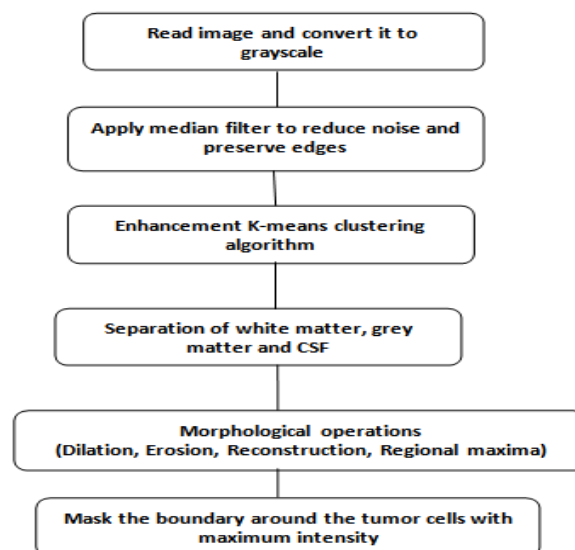 Read image and convert it to
grayscale
Apply median filter to reduce noise and
preserve edges
Enhancement K-means clustering
algorithm
Separation of white matter, grey
matter and CSF
Morphological operations
(Dilation, Erosion, Reconstruction, Regional maxima)
Mask the boundary around the tumor cells with
maximum intensity